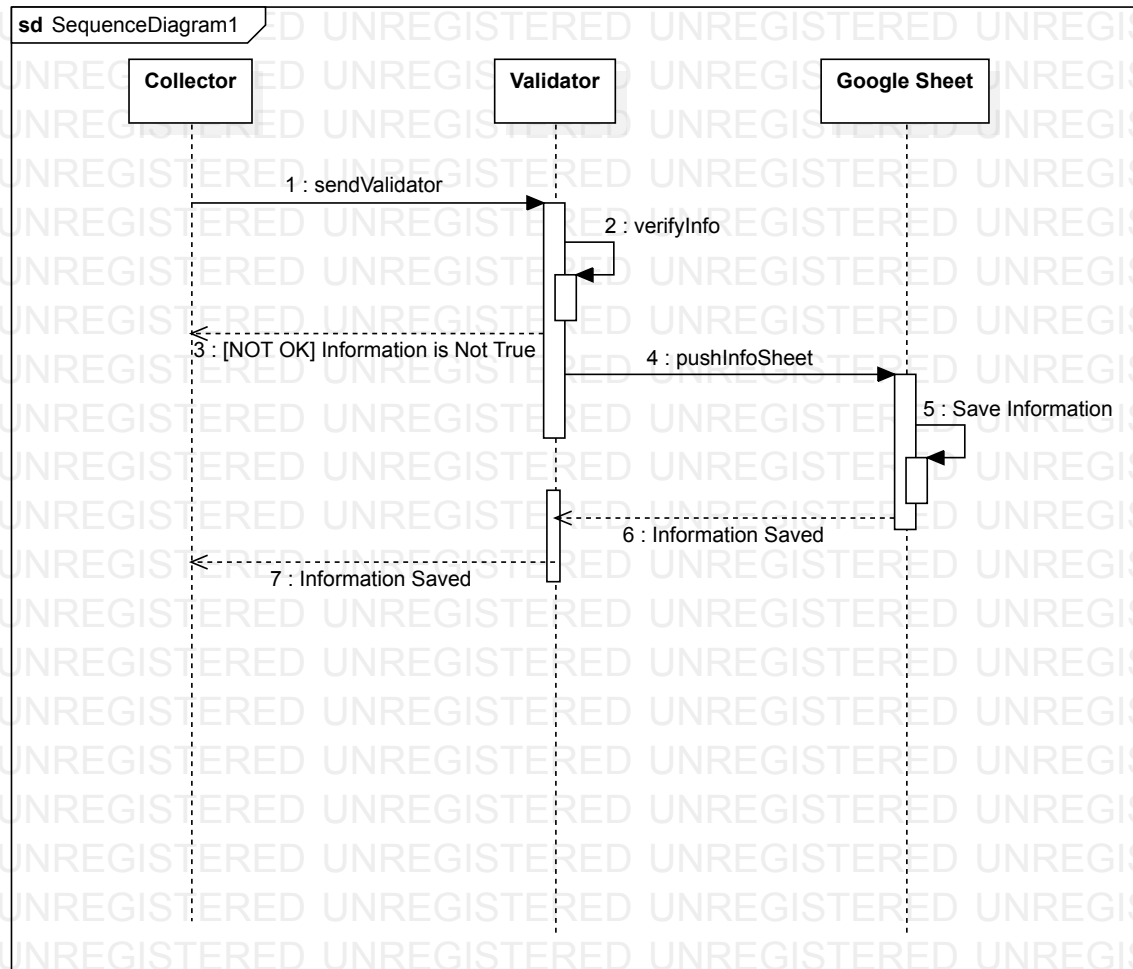 sd SequenceDiagram1
Collector
Validator
Google Sheet
1 : sendValidator
2 : verifyInfo
3 : [NOT OK] Information is Not True
4 : pushInfoSheet
5 : Save Information
6 : Information Saved
7 : Information Saved
UNREGISTERED